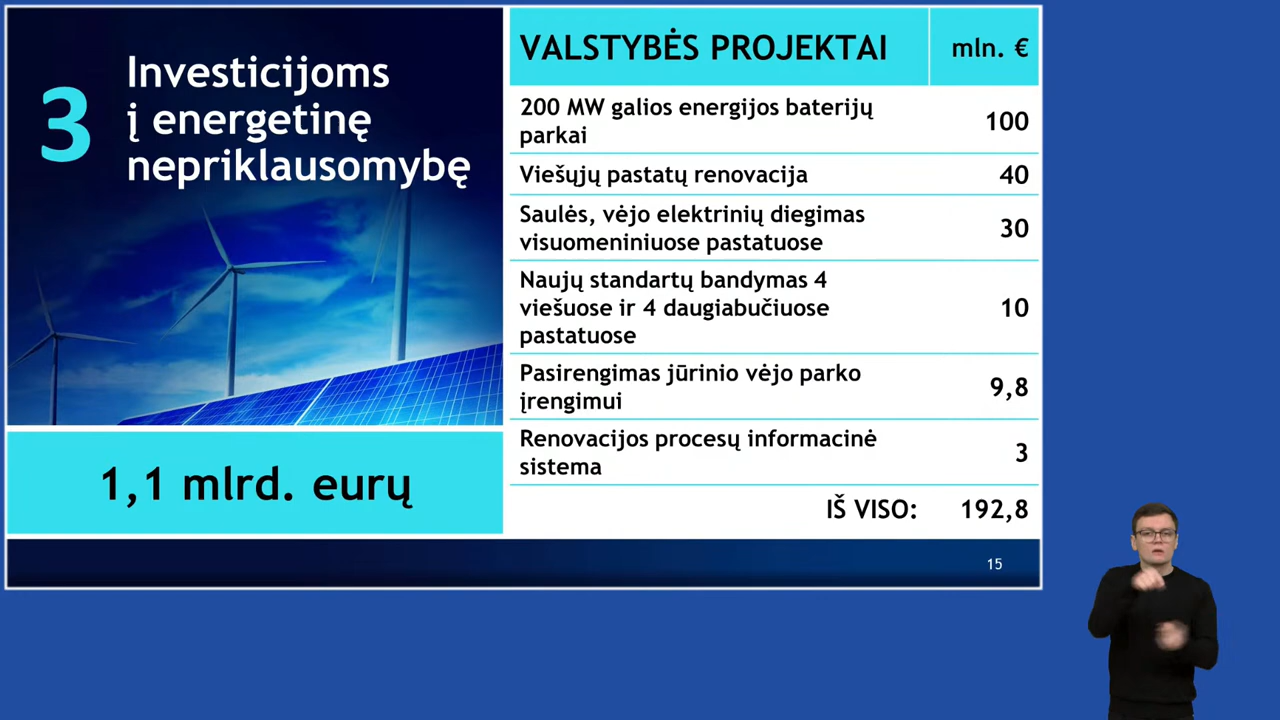 3
Investicijoms
į energetinę
nepriklausomybę
1,1 mlrd. eurų
VALSTYBĖS PROJEKTAI mln. €
200 MW galios energijos baterijų
parkai
100
Viešųjų pastatų renovacija 40
Saulės, vėjo elektrinių diegimas
visuomeniniuose pastatuose
30
Naujų standartų bandymas 4
viešuose ir 4 daugiabučiuose
pastatuose
10
Pasirengimas jūrinio vėjo parko
įrengimui
9,8
Renovacijos procesų informacinė
sistema
3
IŠ VISO: 192,8
15